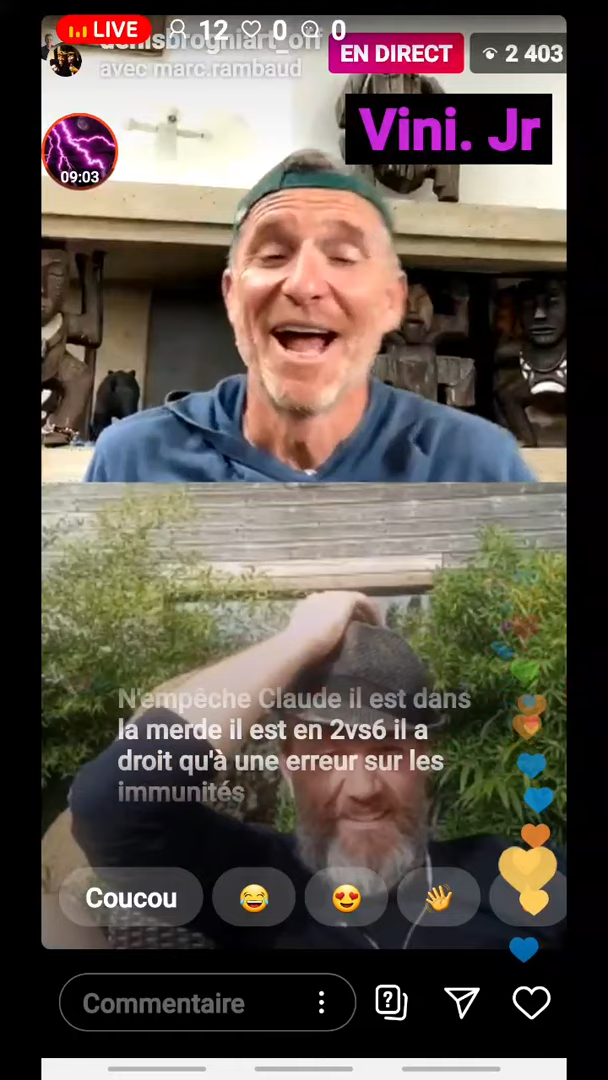 LIVE 12 0 0
denisbrogniart_off
avec marc.rambaud
EN DIRECT
2 403
Vini. Jr
09:03
N'empêche Claude il est dans
la merde il est en 2vs6 il a
droit qu'à une erreur sur les
immunités
Coucou
Commentaire